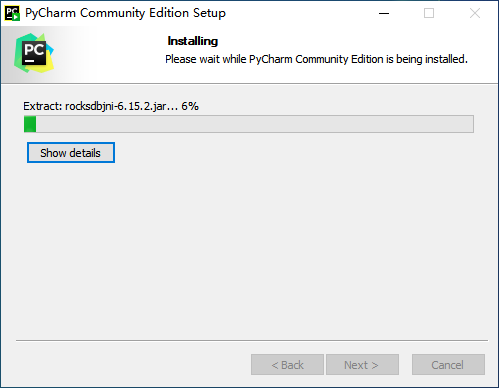 PC PyCharm Community Edition Setup
PC
Installing
Please wait while PyCharm Community Edition is being installed.
Extract: rocksdbjni-6.15.2.jar... 6%
Show details
< Back
Next >
Cancel